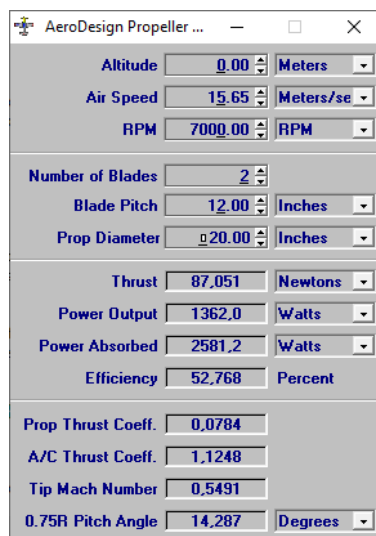 AeroDesign Propeller ...
Altitude 0.00 Meters
Air Speed 15.65 Meters/se
RPM 7000.00 RPM
Number of Blades 2
Blade Pitch 12.00 Inches
Prop Diameter 20.00 Inches
Thrust 87,051 Newtons
Power Output 1362,0 Watts
Power Absorbed 2581,2 Watts
Efficiency 52,768 Percent
Prop Thrust Coeff. 0,0784
A/C Thrust Coeff. 1,1248
Tip Mach Number 0,5491
0.75R Pitch Angle 14,287 Degrees